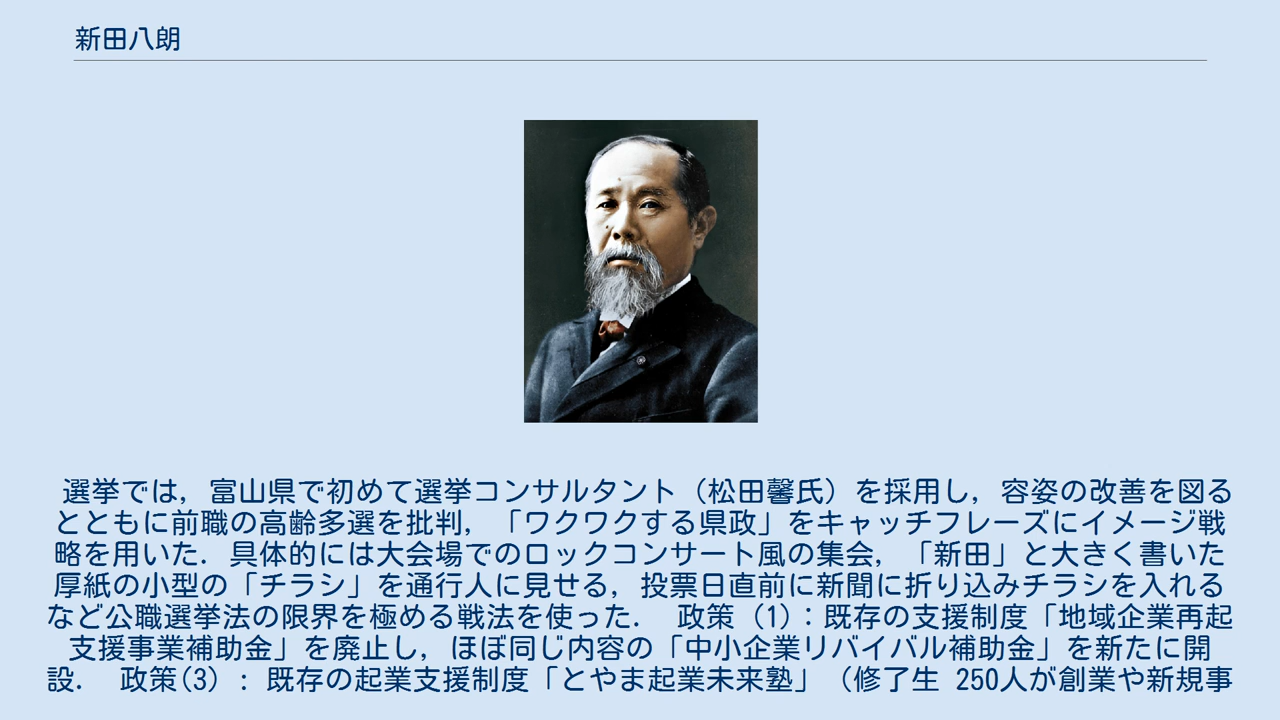 新田八朗
選挙では，富山県で初めて選挙コンサルタント（松田馨氏）を採用し，容姿の改善を図る
とともに前職の高齢多選を批判，「ワクワクする県政」をキャッチフレーズにイメージ戦
略を用いた．具体的には大会場でのロックコンサート風の集会，「新田」と大きく書いた
厚紙の小型の「チラシ」を通行人に見せる，投票日直前に新聞に折り込みチラシを入れる
など公職選挙法の限界を極める戦法を使った．　政策（1）：既存の支援制度「地域企業再起
支援事業補助金」を廃止し，ほぼ同じ内容の「中小企業リバイバル補助金」を新たに開
設．　政策(3) : 既存の起業支援制度「とやま起業未来塾」（修了生 250人が創業や新規事